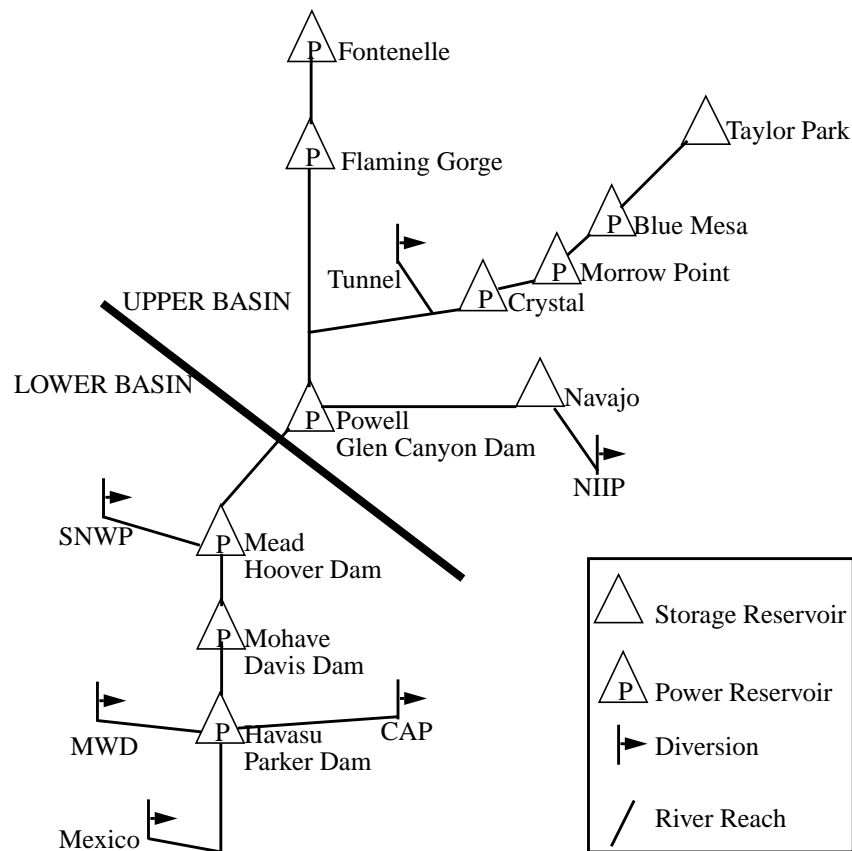 P Fontenelle
Taylor Park
P Flaming Gorge
P Blue Mesa
Tunnel
P Morrow Point
P Crystal
UPPER BASIN
LOWER BASIN
Navajo
P Powell
Glen Canyon Dam
NIIP
SNWP
P Mead
Hoover Dam
P Mohave
Davis Dam
MWD
CAP
P Havasu
Parker Dam
Mexico
Storage Reservoir
P Power Reservoir
Diversion
River Reach